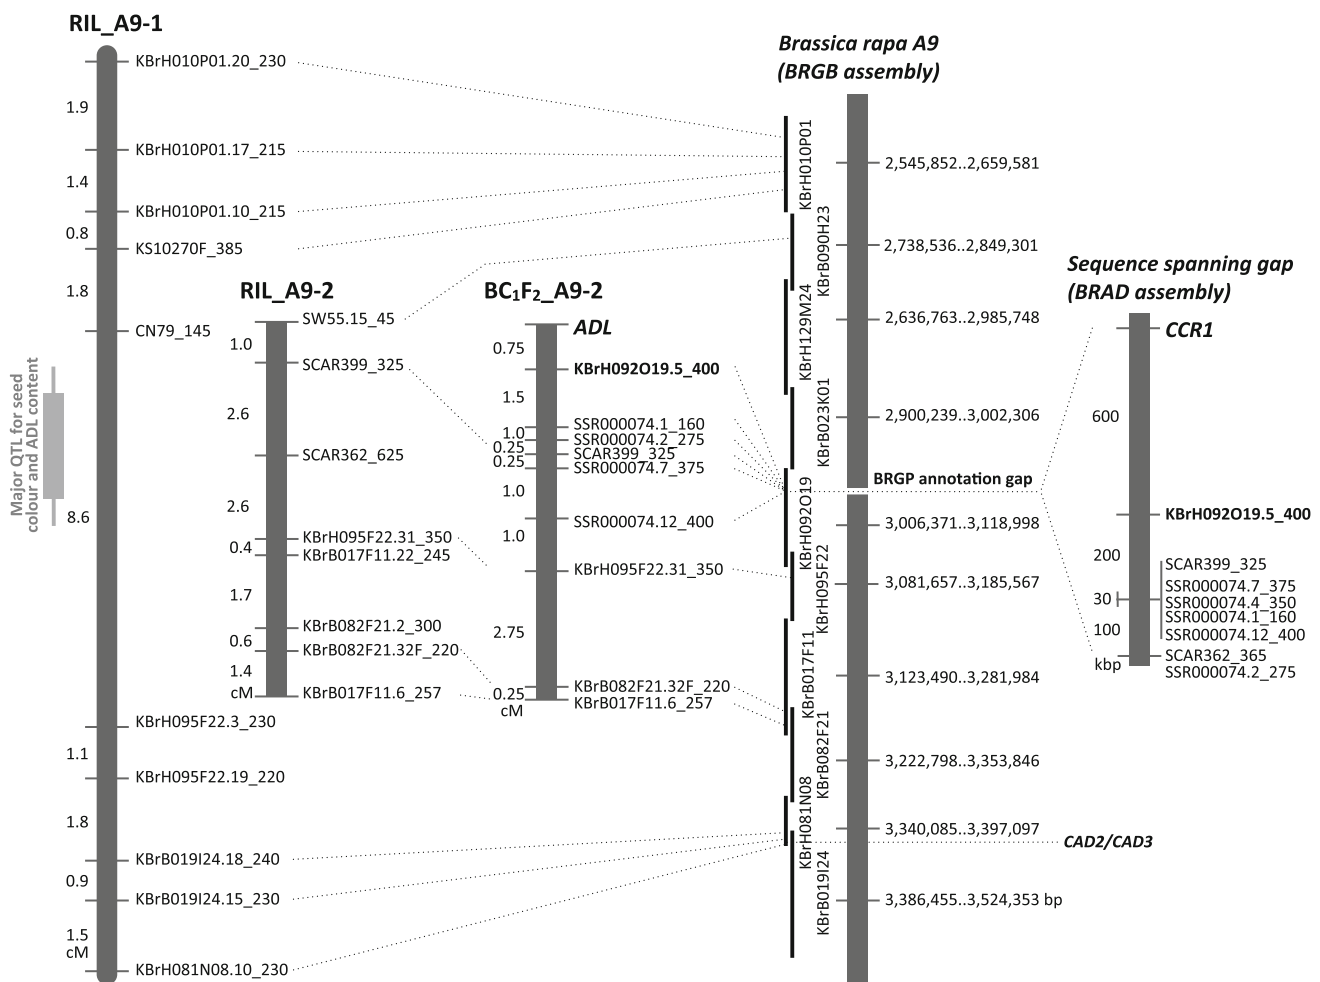 RIL_A9-1
KBrH010P01.20_230
1.9
KBrH010P01.17_215
1.4
KBrH010P01.10_215
0.8
KS10270F_385
1.8
CN79_145
8.6
KBrH095F22.3_230
1.1
KBrH095F22.19_220
1.8
KBrB019I24.18_240
0.9
KBrB019I24.15_230
1.5
cM
KBrH081N08.10_230
Major QTL for seed
colour and ADL content
RIL_A9-2
SW55.15_45
1.0
SCAR399_325
2.6
SCAR362_625
2.6
KBrH095F22.31_350
0.4
KBrB017F11.22_245
1.7
KBrB082F21.2_300
0.6
KBrB082F21.32F_220
1.4
cM
KBrB017F11.6_257
BC₁F₂_A9-2
ADL
0.75
KBrH092O19.5_400
1.5
SSR000074.1_160
1.0
SSR000074.2_275
0.25
SCAR399_325
0.25
SSR000074.7_375
1.0
SSR000074.12_400
1.0
KBrH095F22.31_350
2.75
KBrB082F21.32F_220
0.25
KBrB017F11.6_257
cM
Brassica rapa A9
(BRGB assembly)
KBrH010P01
KBrB090H23
KBrH129M24
KBrB023K01
KBrH092O19
KBrH095F22
KBrB017F11
KBrB082F21
KBrH081N08
KBrB019I24
2,545,852..2,659,581
2,738,536..2,849,301
2,636,763..2,985,748
2,900,239..3,002,306
BRGP annotation gap
3,006,371..3,118,998
3,081,657..3,185,567
3,123,490..3,281,984
3,222,798..3,353,846
3,340,085..3,397,097
CAD2/CAD3
3,386,455..3,524,353 bp
Sequence spanning gap
(BRAD assembly)
CCR1
600
KBrH092O19.5_400
200
SCAR399_325
SSR000074.7_375
30
SSR000074.4_350
SSR000074.1_160
100
SSR000074.12_400
SCAR362_365
kbp
SSR000074.2_275